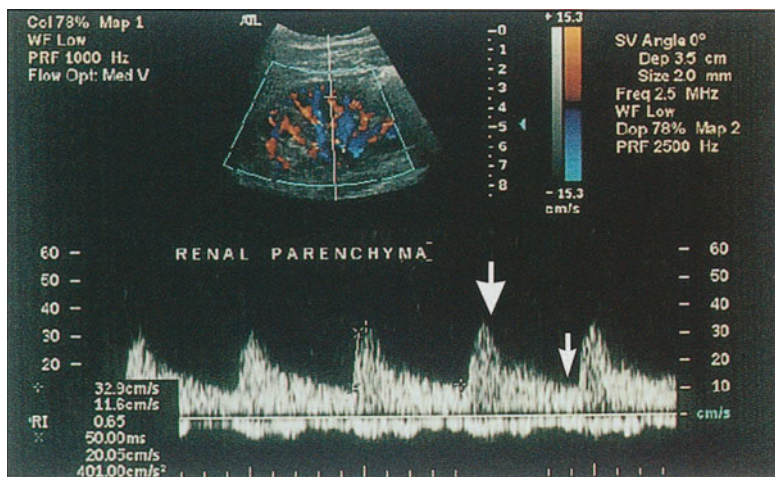 Col 78% Map 1
WF Low
PRF 1000 Hz
Flow Opt: Med V
ATL
0
1
2
3
4
5
6
7
8
+ 15.3
- 15.3
cm/s
SV Angle 0°
Dep 3.5 cm
Size 2.0 mm
Freq 2.5 MHz
WF Low
Dop 78% Map 2
PRF 2500 Hz
RENAL PARENCHYMA
60
50
40
30
20
60
50
40
30
20
10
cm/s
32.9cm/s
11.6cm/s
RI 0.65
50.00ms
20.05cm/s
401.00cm/s²